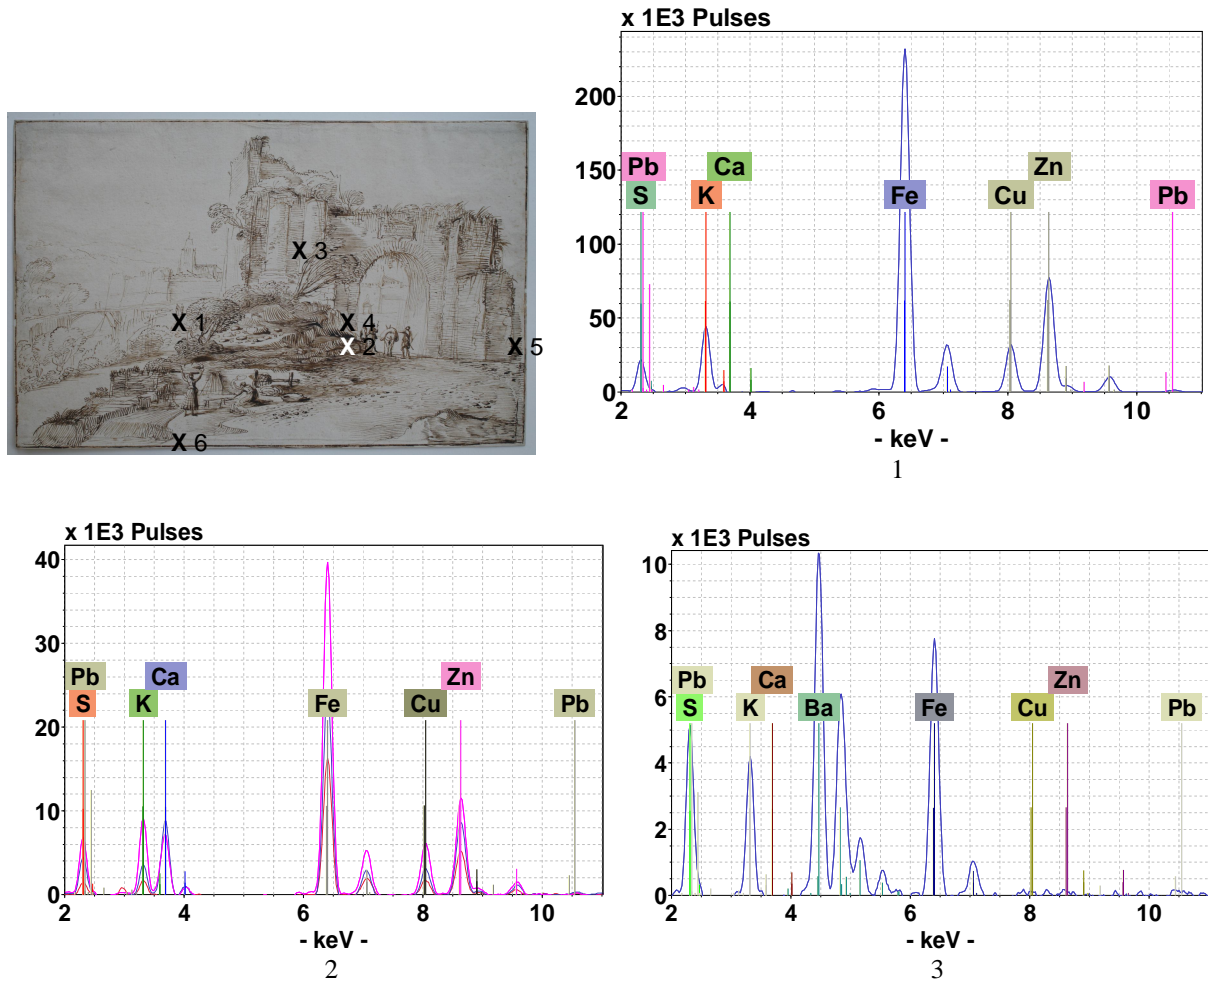 X 1
X 2
X 3
X 4
X 5
X 6
x 1E3 Pulses
200
150
100
50
0
Pb
Ca
Zn
S
K
Fe
Cu
Pb
2 4 6 8 10
- keV -
1
x 1E3 Pulses
40
30
20
10
0
Pb
Ca
Zn
S
K
Fe
Cu
Pb
2 4 6 8 10
- keV -
2
x 1E3 Pulses
10
8
6
4
2
0
Pb
Ca
Zn
S
K
Ba
Fe
Cu
Pb
2 4 6 8 10
- keV -
3